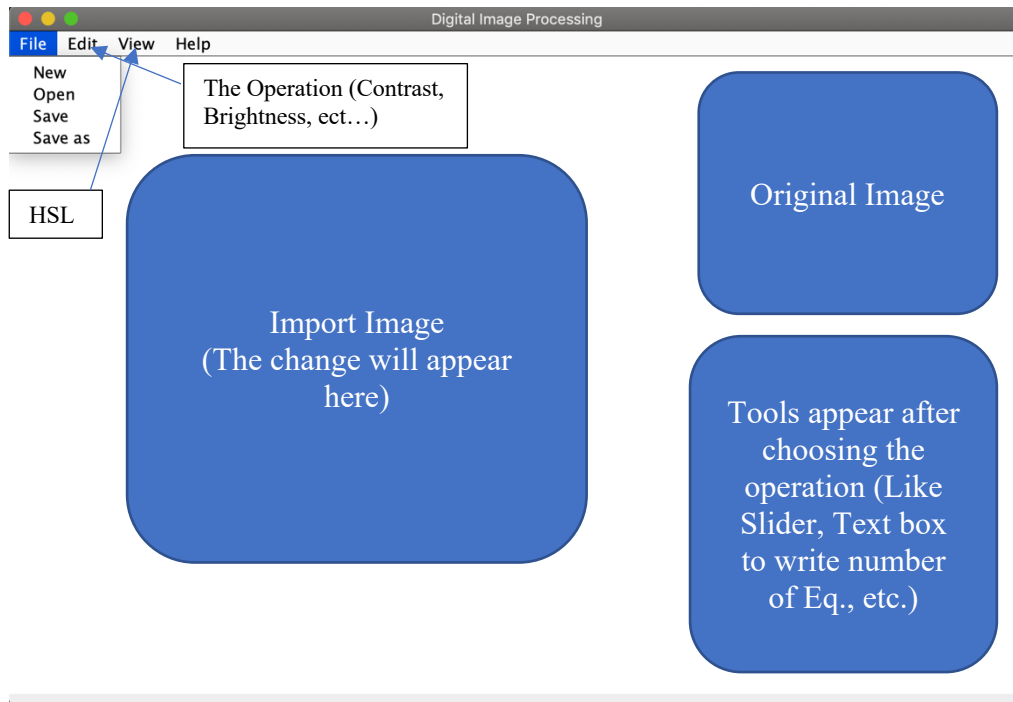 Digital Image Processing
File Edit View Help
New
Open
Save
Save as
The Operation (Contrast,
Brightness, ect…)
HSL
Import Image
(The change will appear
here)
Original Image
Tools appear after
choosing the
operation (Like
Slider, Text box
to write number
of Eq., etc.)